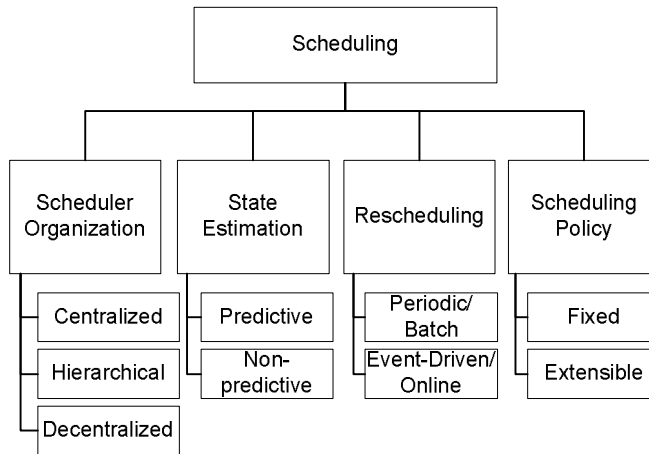 Scheduling
Scheduler
Organization
State
Estimation
Rescheduling
Scheduling
Policy
Centralized
Hierarchical
Decentralized
Predictive
Non-
predictive
Periodic/
Batch
Event-Driven/
Online
Fixed
Extensible